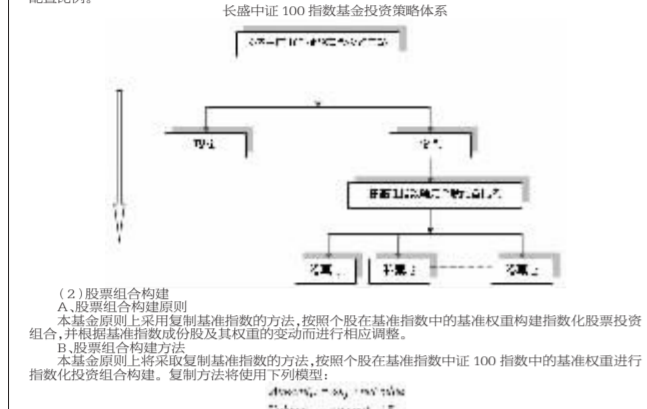 配置比例。
长盛中证 100 指数基金投资策略体系
现金
股票
(2)股票组合构建
A、股票组合构建原则
本基金原则上采用复制基准指数的方法,按照个股在基准指数中的基准权重构建指数化股票投资
组合,并根据基准指数成份股及其权重的变动而进行相应调整。
B、股票组合构建方法
本基金原则上将采取复制基准指数的方法,按照个股在基准指数中证 100 指数中的基准权重进行
指数化投资组合构建。复制方法将使用下列模型: